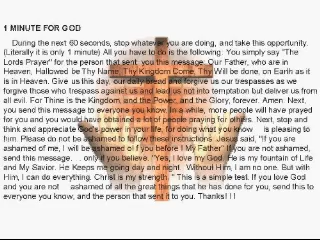 1 MINUTE FOR GOD
During the next 60 seconds, stop whatever you are doing, and take this opportunity.
(Literally it is only 1 minute) All you have to do is the following: You simply say "The
Lords Prayer" for the person that sent you this message: Our Father, who are in
Heaven, Hallowed be Thy Name, Thy Kingdom Come, Thy Will be done, on Earth as it
is in Heaven. Give us this day, our daily bread and forgive us our trespasses as we
forgive those who trespass against us and lead us not into temptation but deliver us from
all evil. For Thine is the Kingdom, and the Power, and the Glory, forever. Amen. Next,
you send this message to everyone you know. In a while, more people will have prayed
for you and you would a lot of people praying for others. Next, stop and
think and appreciate God's power in your life, for doing what you know is pleasing to
him. Please do not be ashamed to follow these instructions. Jesus said, "If you are
ashamed of me, I will be ashamed of you before I My Father" If you are not ashamed,
send this message. ... only if you believe. "Yes, I love my God. He is my fountain of Life
and My Savior. He Keeps me going day and night. Without Him, I am no one. But with
Him, I can do everything. Christ is my strength. " This is a simple test. If you love God
and you are not ashamed of all the great things that he has done for you, send this to
everyone you know, and the person that sent it to you. Thanks! ! !